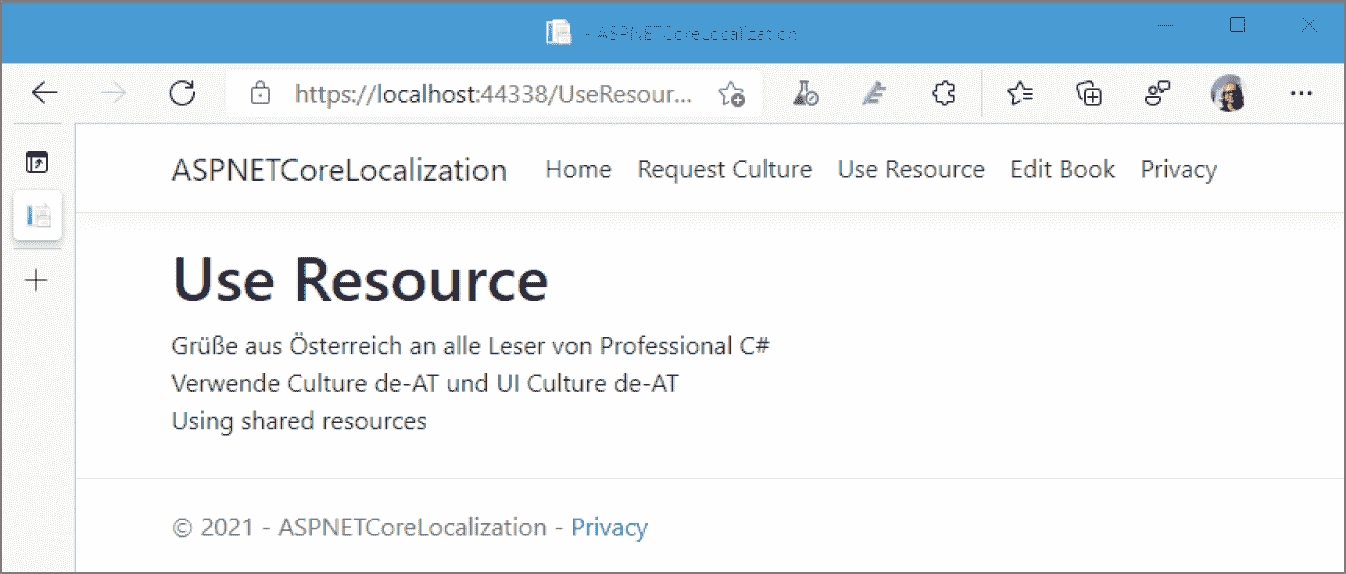 - ASPNETCoreLocalization
https://localhost:44338/UseResour...
ASPNETCoreLocalization Home Request Culture Use Resource Edit Book Privacy
Use Resource
Grüße aus Österreich an alle Leser von Professional C#
Verwende Culture de-AT und UI Culture de-AT
Using shared resources
© 2021 - ASPNETCoreLocalization - Privacy